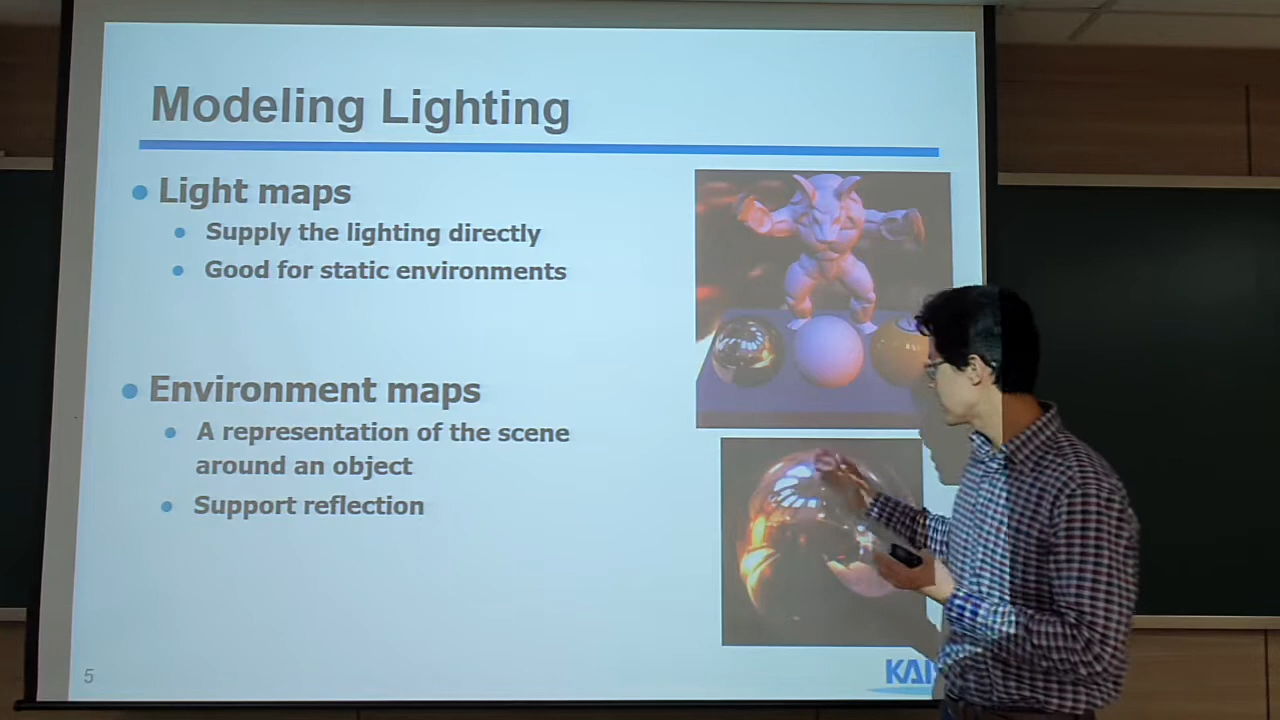 Modeling Lighting
Light maps
Supply the lighting directly
Good for static environments
Environment maps
A representation of the scene
around an object
Support reflection
5
KAI